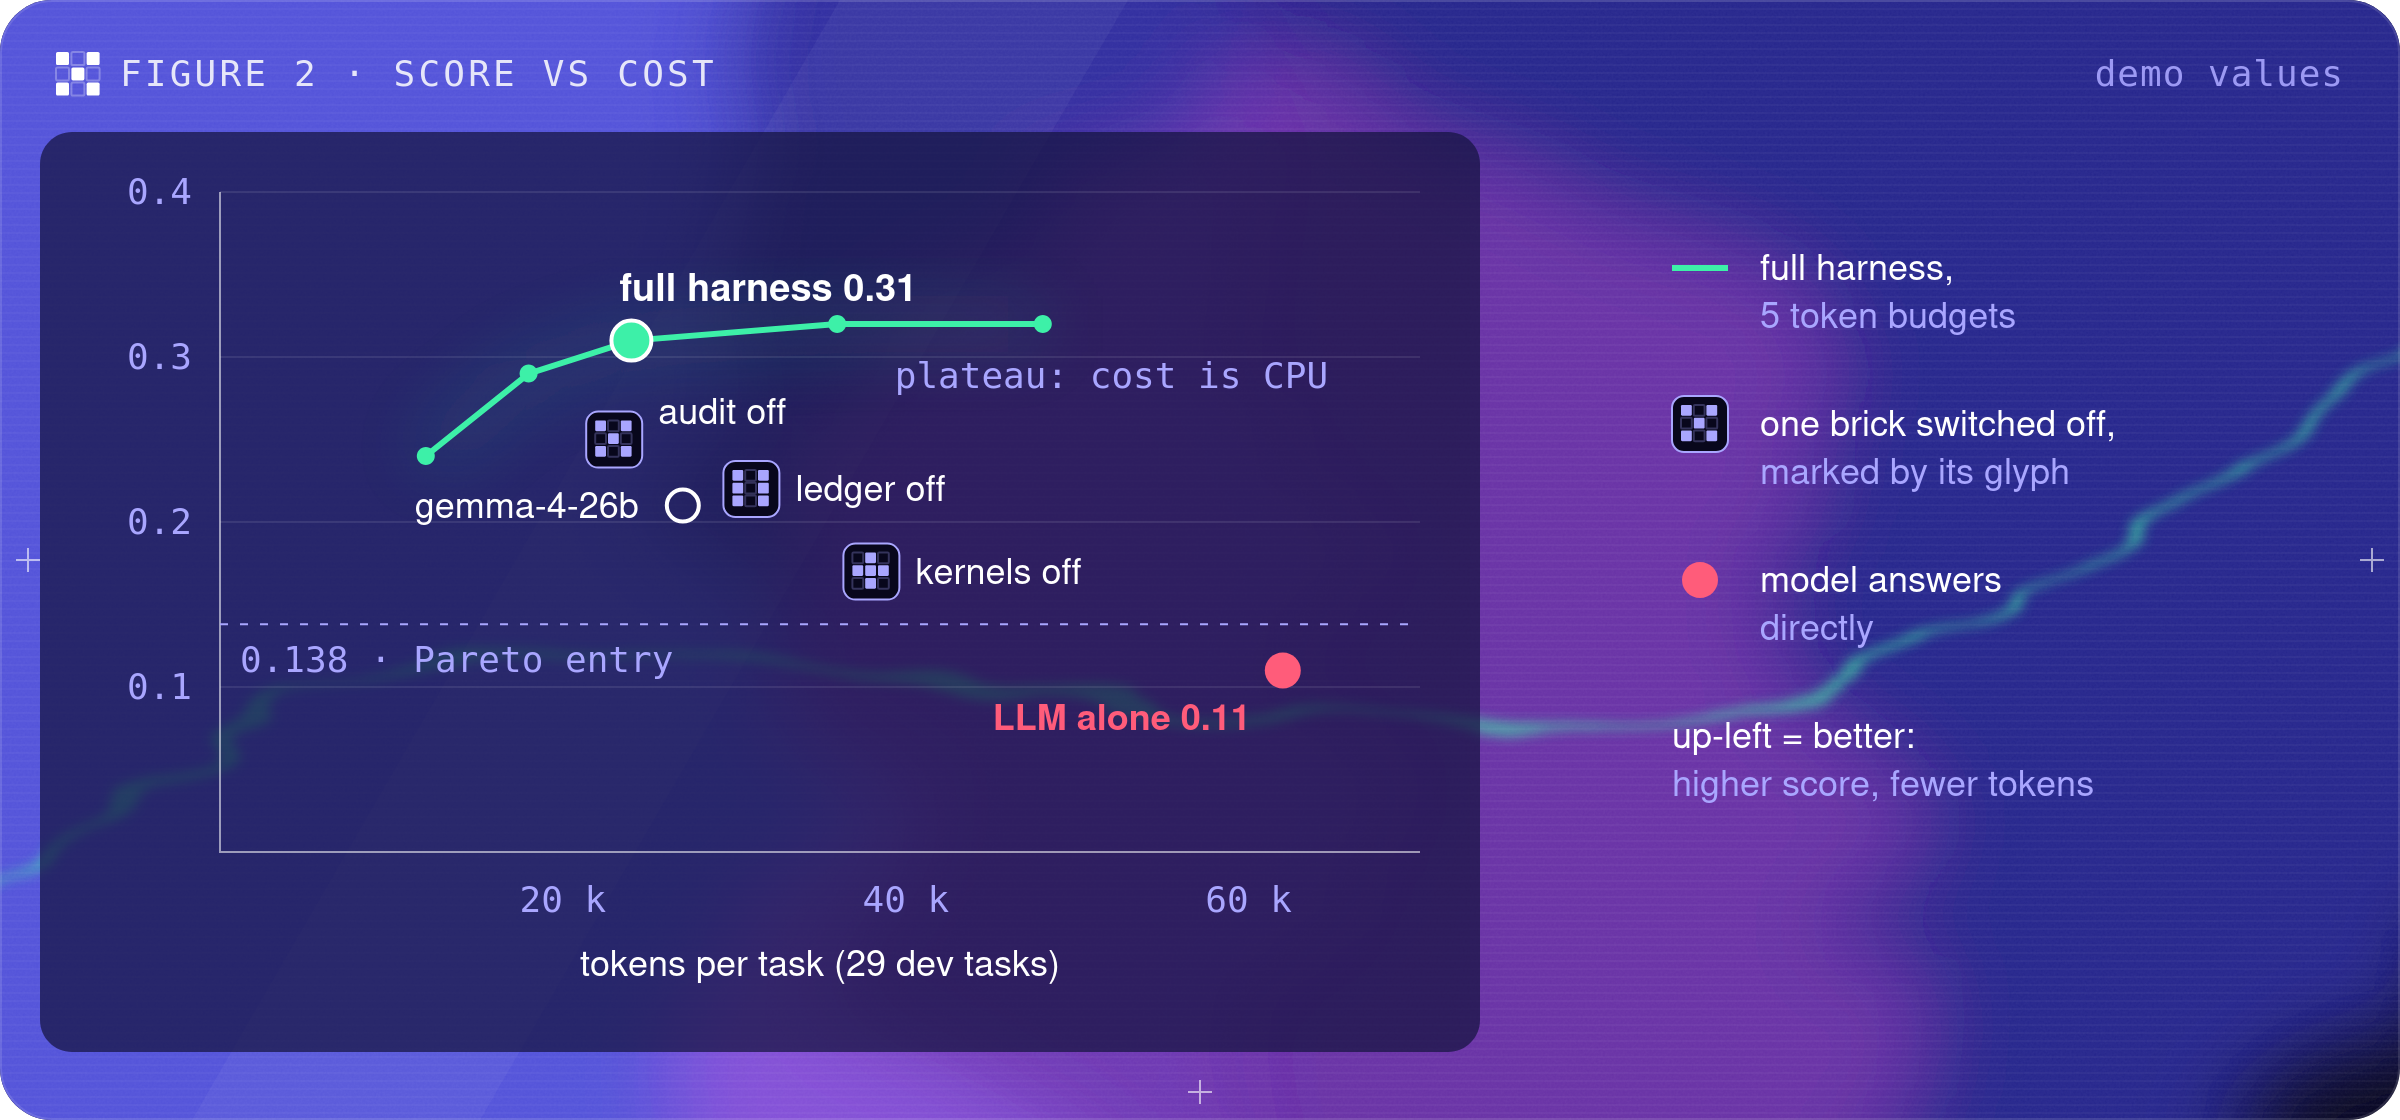 FIGURE 2 · SCORE VS COST
demo values
0.4
full harness 0.31
0.3
plateau: cost is CPU
audit off
ledger off
gemma-4-26b
0.2
kernels off
0.138 · Pareto entry
0.1
LLM alone 0.11
20 k
40 k
60 k
tokens per task (29 dev tasks)
full harness,
5 token budgets
one brick switched off,
marked by its glyph
model answers
directly
up-left = better:
higher score, fewer tokens